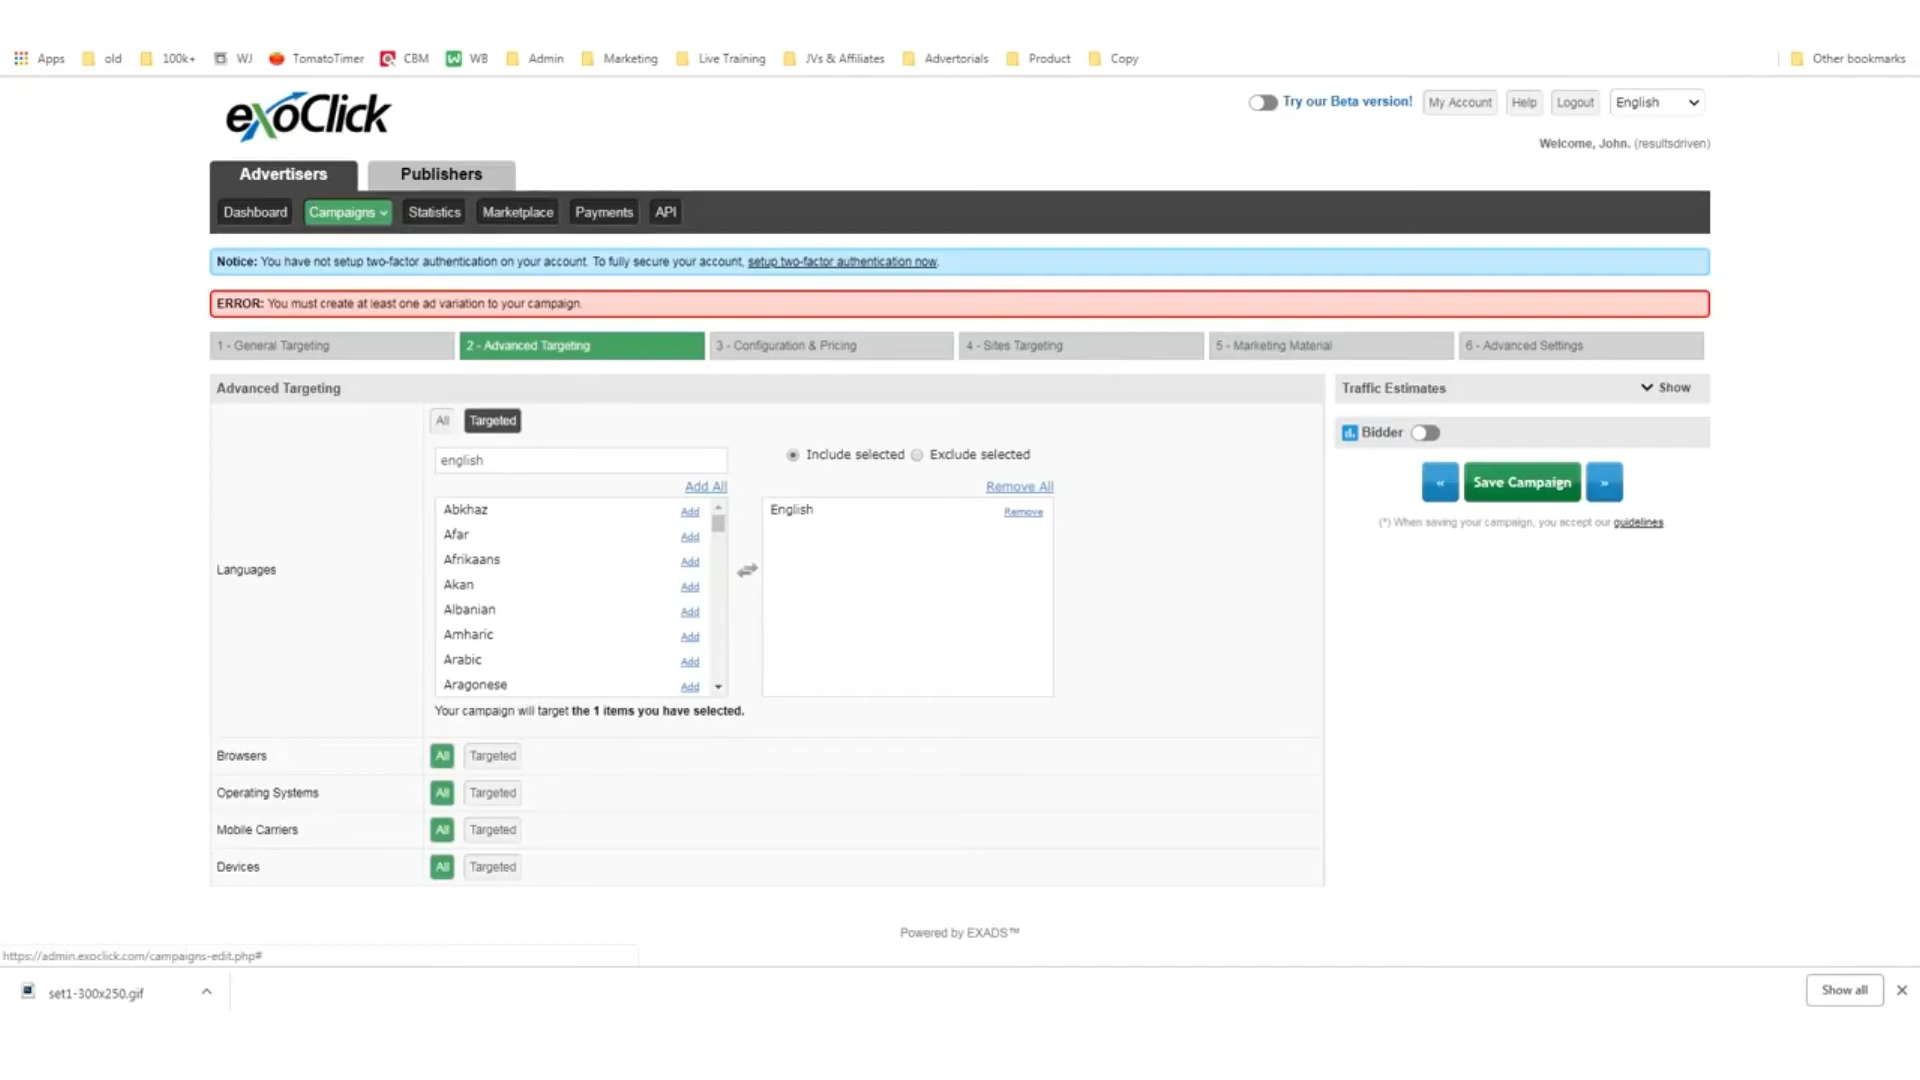 Apps old 100k+ WJ TomatoTimer CBM WB Admin Marketing Live Training JVs & Affiliates Advertorials Product Copy Other bookmarks
exoClick
Try our Beta version! My Account Help Logout English
Welcome, John. (resultsdriven)
Advertisers Publishers
Dashboard Campaigns Statistics Marketplace Payments API
Notice: You have not setup two-factor authentication on your account. To fully secure your account, setup two-factor authentication now.
ERROR: You must create at least one ad variation to your campaign.
1 - General Targeting 2 - Advanced Targeting 3 - Configuration & Pricing 4 - Sites Targeting 5 - Marketing Material 6 - Advanced Settings
Advanced Targeting
Traffic Estimates Show
All Targeted
Bidder
english
Include selected Exclude selected
Add All Remove All
« Save Campaign »
(*) When saving your campaign, you accept our guidelines
Languages
Abkhaz Add
Afar Add
Afrikaans Add
Akan Add
Albanian Add
Amharic Add
Arabic Add
Aragonese Add
English Remove
Your campaign will target the 1 items you have selected.
Browsers All Targeted
Operating Systems All Targeted
Mobile Carriers All Targeted
Devices All Targeted
Powered by EXADS™
https://admin.exoclick.com/campaigns-edit.php#
set1-300x250.gif
Show all